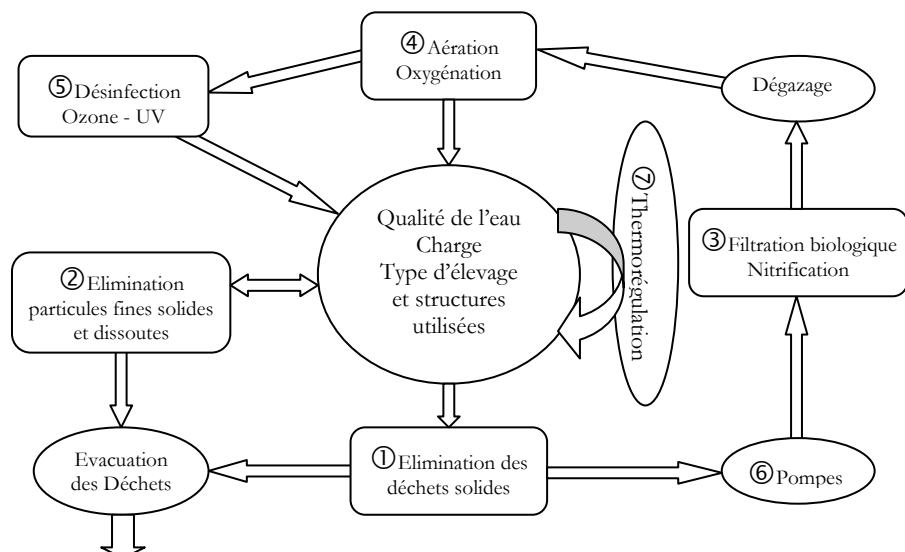 ④Aération
Oxygénation
⑤Désinfection
Ozone - UV
Dégazage
Qualité de l'eau
Charge
Type d'élevage
et structures
utilisées
⑦Thermorégulation
③Filtration biologique
Nitrification
②Elimination
particules fines solides
et dissoutes
Evacuation
des Déchets
①Elimination des
déchets solides
⑥Pompes